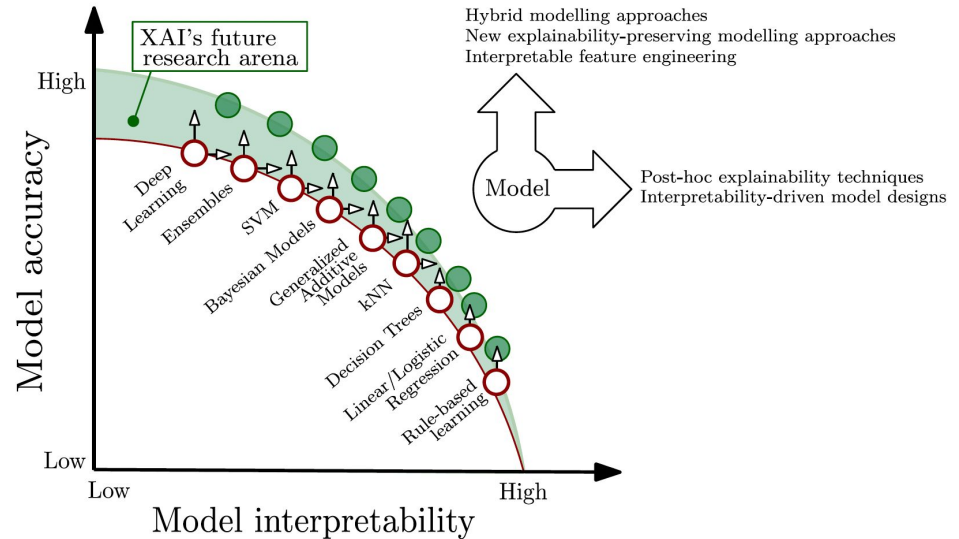 Hybrid modelling approaches
New explainability-preserving modelling approaches
Interpretable feature engineering
XAI's future
research arena
High
Model accuracy
Deep
Learning
Ensembles
SVM
Bayesian Models
Generalized
Additive
Models
kNN
Decision Trees
Linear/Logistic
Regression
Rule-based
learning
Model
Post-hoc explainability techniques
Interpretability-driven model designs
Low
Low
High
Model interpretability